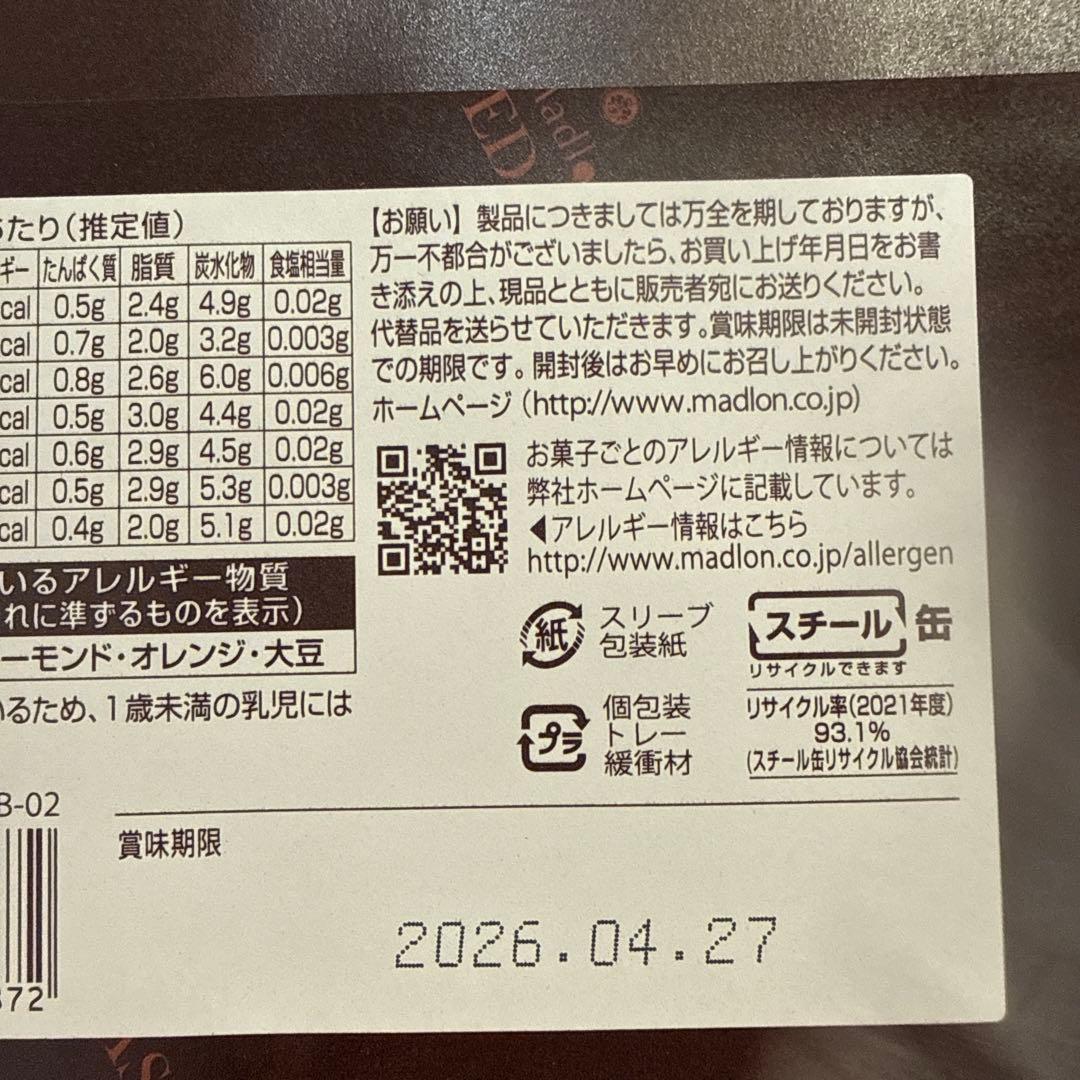 ED
adl
あたり(推定値)
ギー たんぱく質 脂質 炭水化物 食塩相当量
cal 0.5g 2.4g 4.9g 0.02g
cal 0.7g 2.0g 3.2g 0.003g
cal 0.8g 2.6g 6.0g 0.006g
cal 0.5g 3.0g 4.4g 0.02g
cal 0.6g 2.9g 4.5g 0.02g
cal 0.5g 2.9g 5.3g 0.003g
cal 0.4g 2.0g 5.1g 0.02g
いるアレルギー物質
れに準ずるものを表示)
ーモンド・オレンジ・大豆
いるため、1歳未満の乳児には
B-02
372
【お願い】製品につきましては万全を期しておりますが、
万一不都合がございましたら、お買い上げ年月日をお書
き添えの上、現品とともに販売者宛にお送りください。
代替品を送らせていただきます。賞味期限は未開封状態
での期限です。開封後はお早めにお召し上がりください。
ホームページ(http://www.madlon.co.jp)
お菓子ごとのアレルギー情報については
弊社ホームページに記載しています。
◀アレルギー情報はこちら
http://www.madlon.co.jp/allergen
紙
スリーブ
包装紙
プラ
個包装
トレー
緩衝材
スチール缶
リサイクルできます
リサイクル率(2021年度)
93.1%
(スチール缶リサイクル協会統計)
賞味期限
2026.04.27